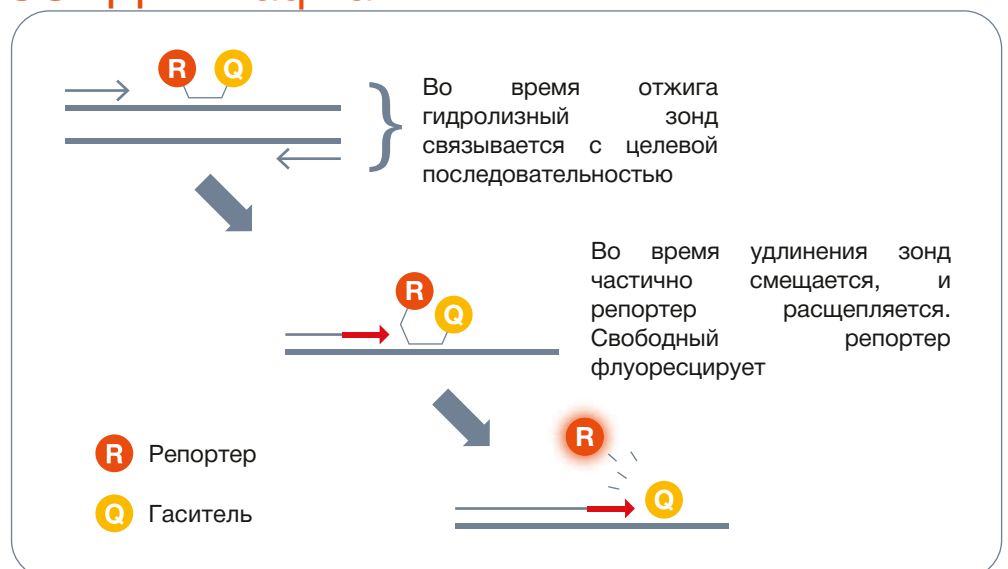 R Q
Во время отжига
гидролизный зонд
связывается с целевой
последовательностью
Во время удлинения зонд
частично смещается, и
репортер расщепляется.
Свободный репортер
флуоресцирует
R
Q
R
R Репортер
Q
Q Гаситель